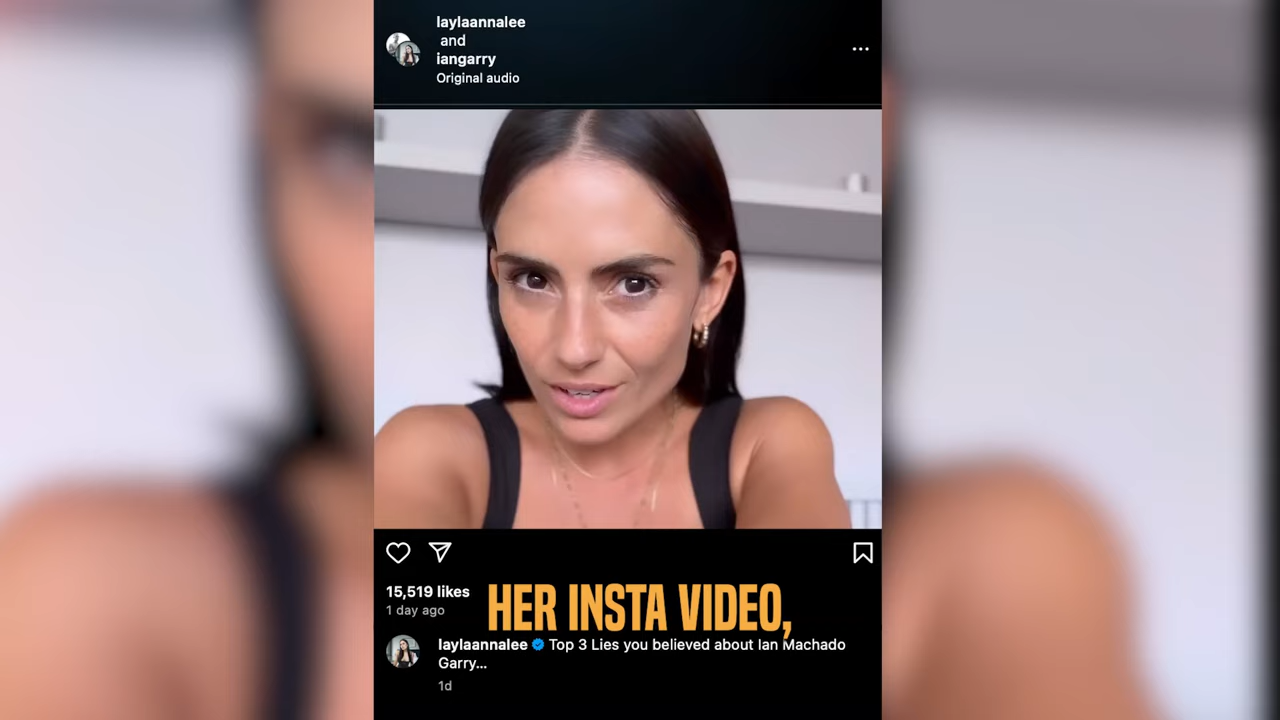 laylaannalee
and
iangarry
Original audio
15,519 likes
1 day ago
HER INSTA VIDEO,
laylaannalee Top 3 Lies you believed about Ian Machado
Garry...
1d